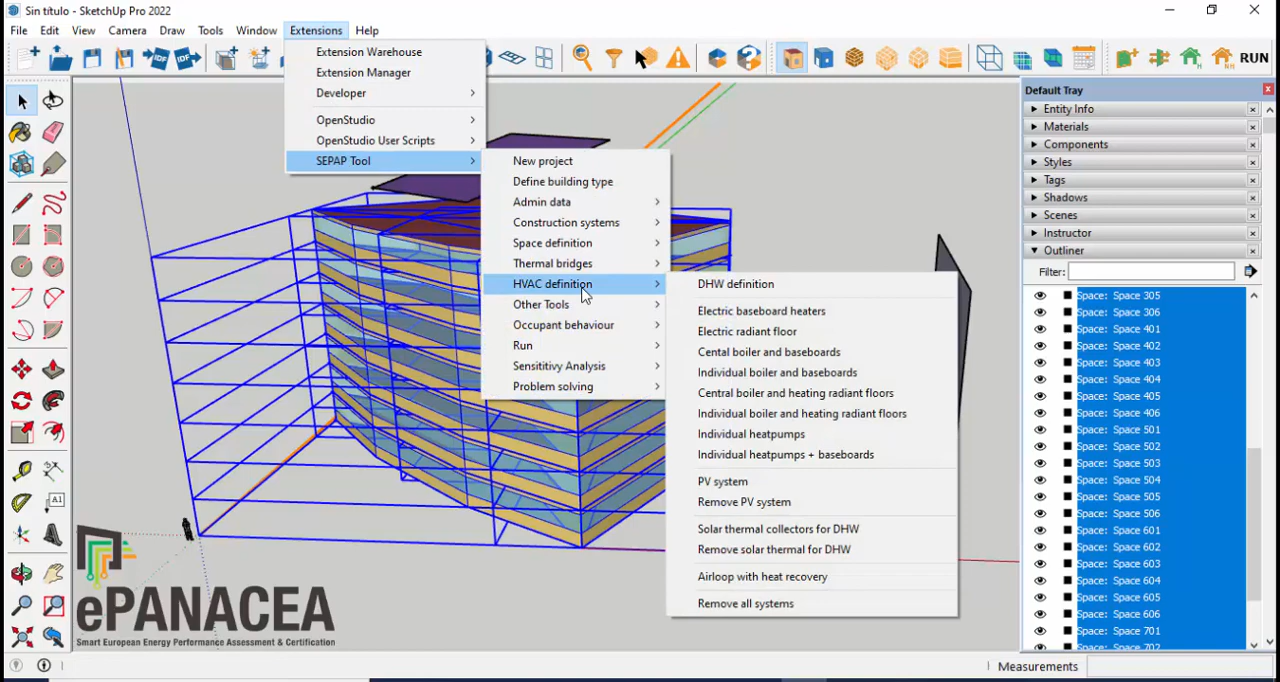 Sin título - SketchUp Pro 2022
File Edit View Camera Draw Tools Window Extensions Help
Extension Warehouse
Extension Manager
Developer
OpenStudio
OpenStudio User Scripts
SEPAP Tool
New project
Define building type
Admin data
Construction systems
Space definition
Thermal bridges
HVAC definition
Other Tools
Occupant behaviour
Run
Sensitivity Analysis
Problem solving
DHW definition
Electric baseboard heaters
Electric radiant floor
Cental boiler and baseboards
Individual boiler and baseboards
Central boiler and heating radiant floors
Individual boiler and heating radiant floors
Individual heatpumps
Individual heatpumps + baseboards
PV system
Remove PV system
Solar thermal collectors for DHW
Remove solar thermal for DHW
Airloop with heat recovery
Remove all systems
IDF IDF
RUN
A1
Default Tray
Entity Info
Materials
Components
Styles
Tags
Shadows
Scenes
Instructor
Outliner
Filter:
Space: Space 305
Space: Space 306
Space: Space 401
Space: Space 402
Space: Space 403
Space: Space 404
Space: Space 405
Space: Space 406
Space: Space 501
Space: Space 502
Space: Space 503
Space: Space 504
Space: Space 505
Space: Space 506
Space: Space 601
Space: Space 602
Space: Space 603
Space: Space 604
Space: Space 605
Space: Space 606
Space: Space 701
Space: Space 702
ePANACEA
Smart European Energy Performance Assessment & Certification
Measurements